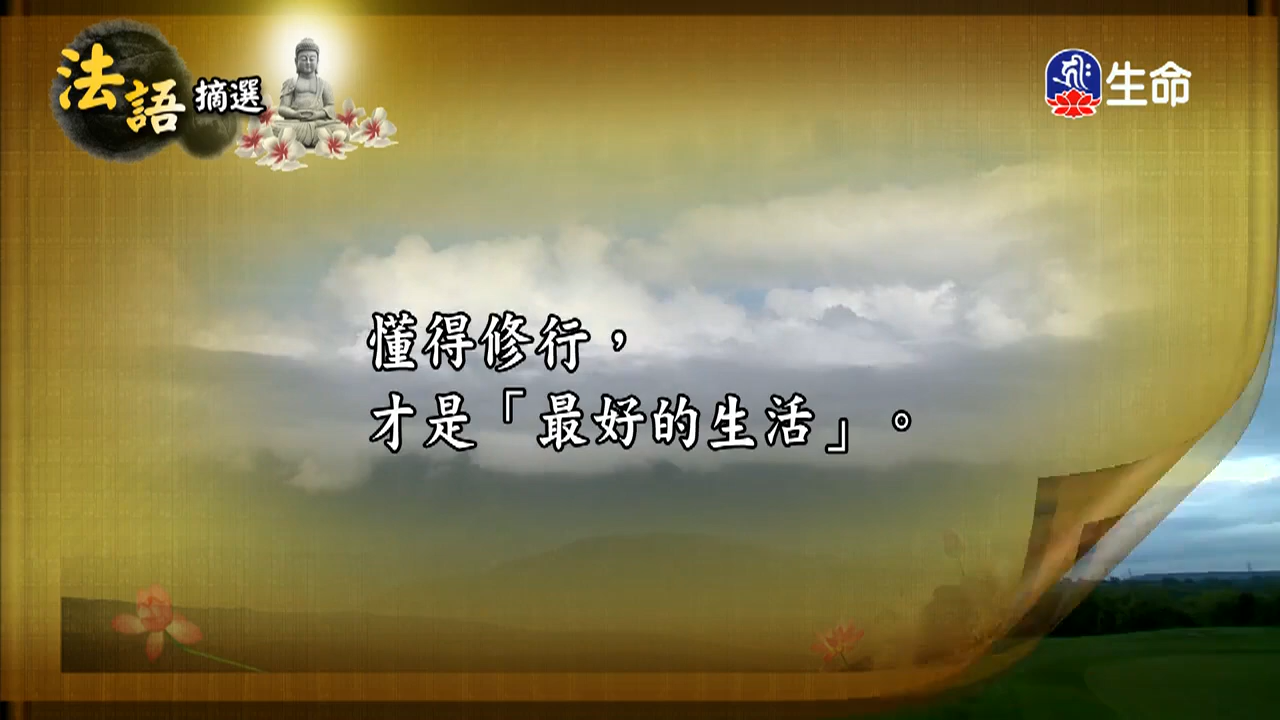 法語摘選
生命
懂得修行，
才是「最好的生活」。